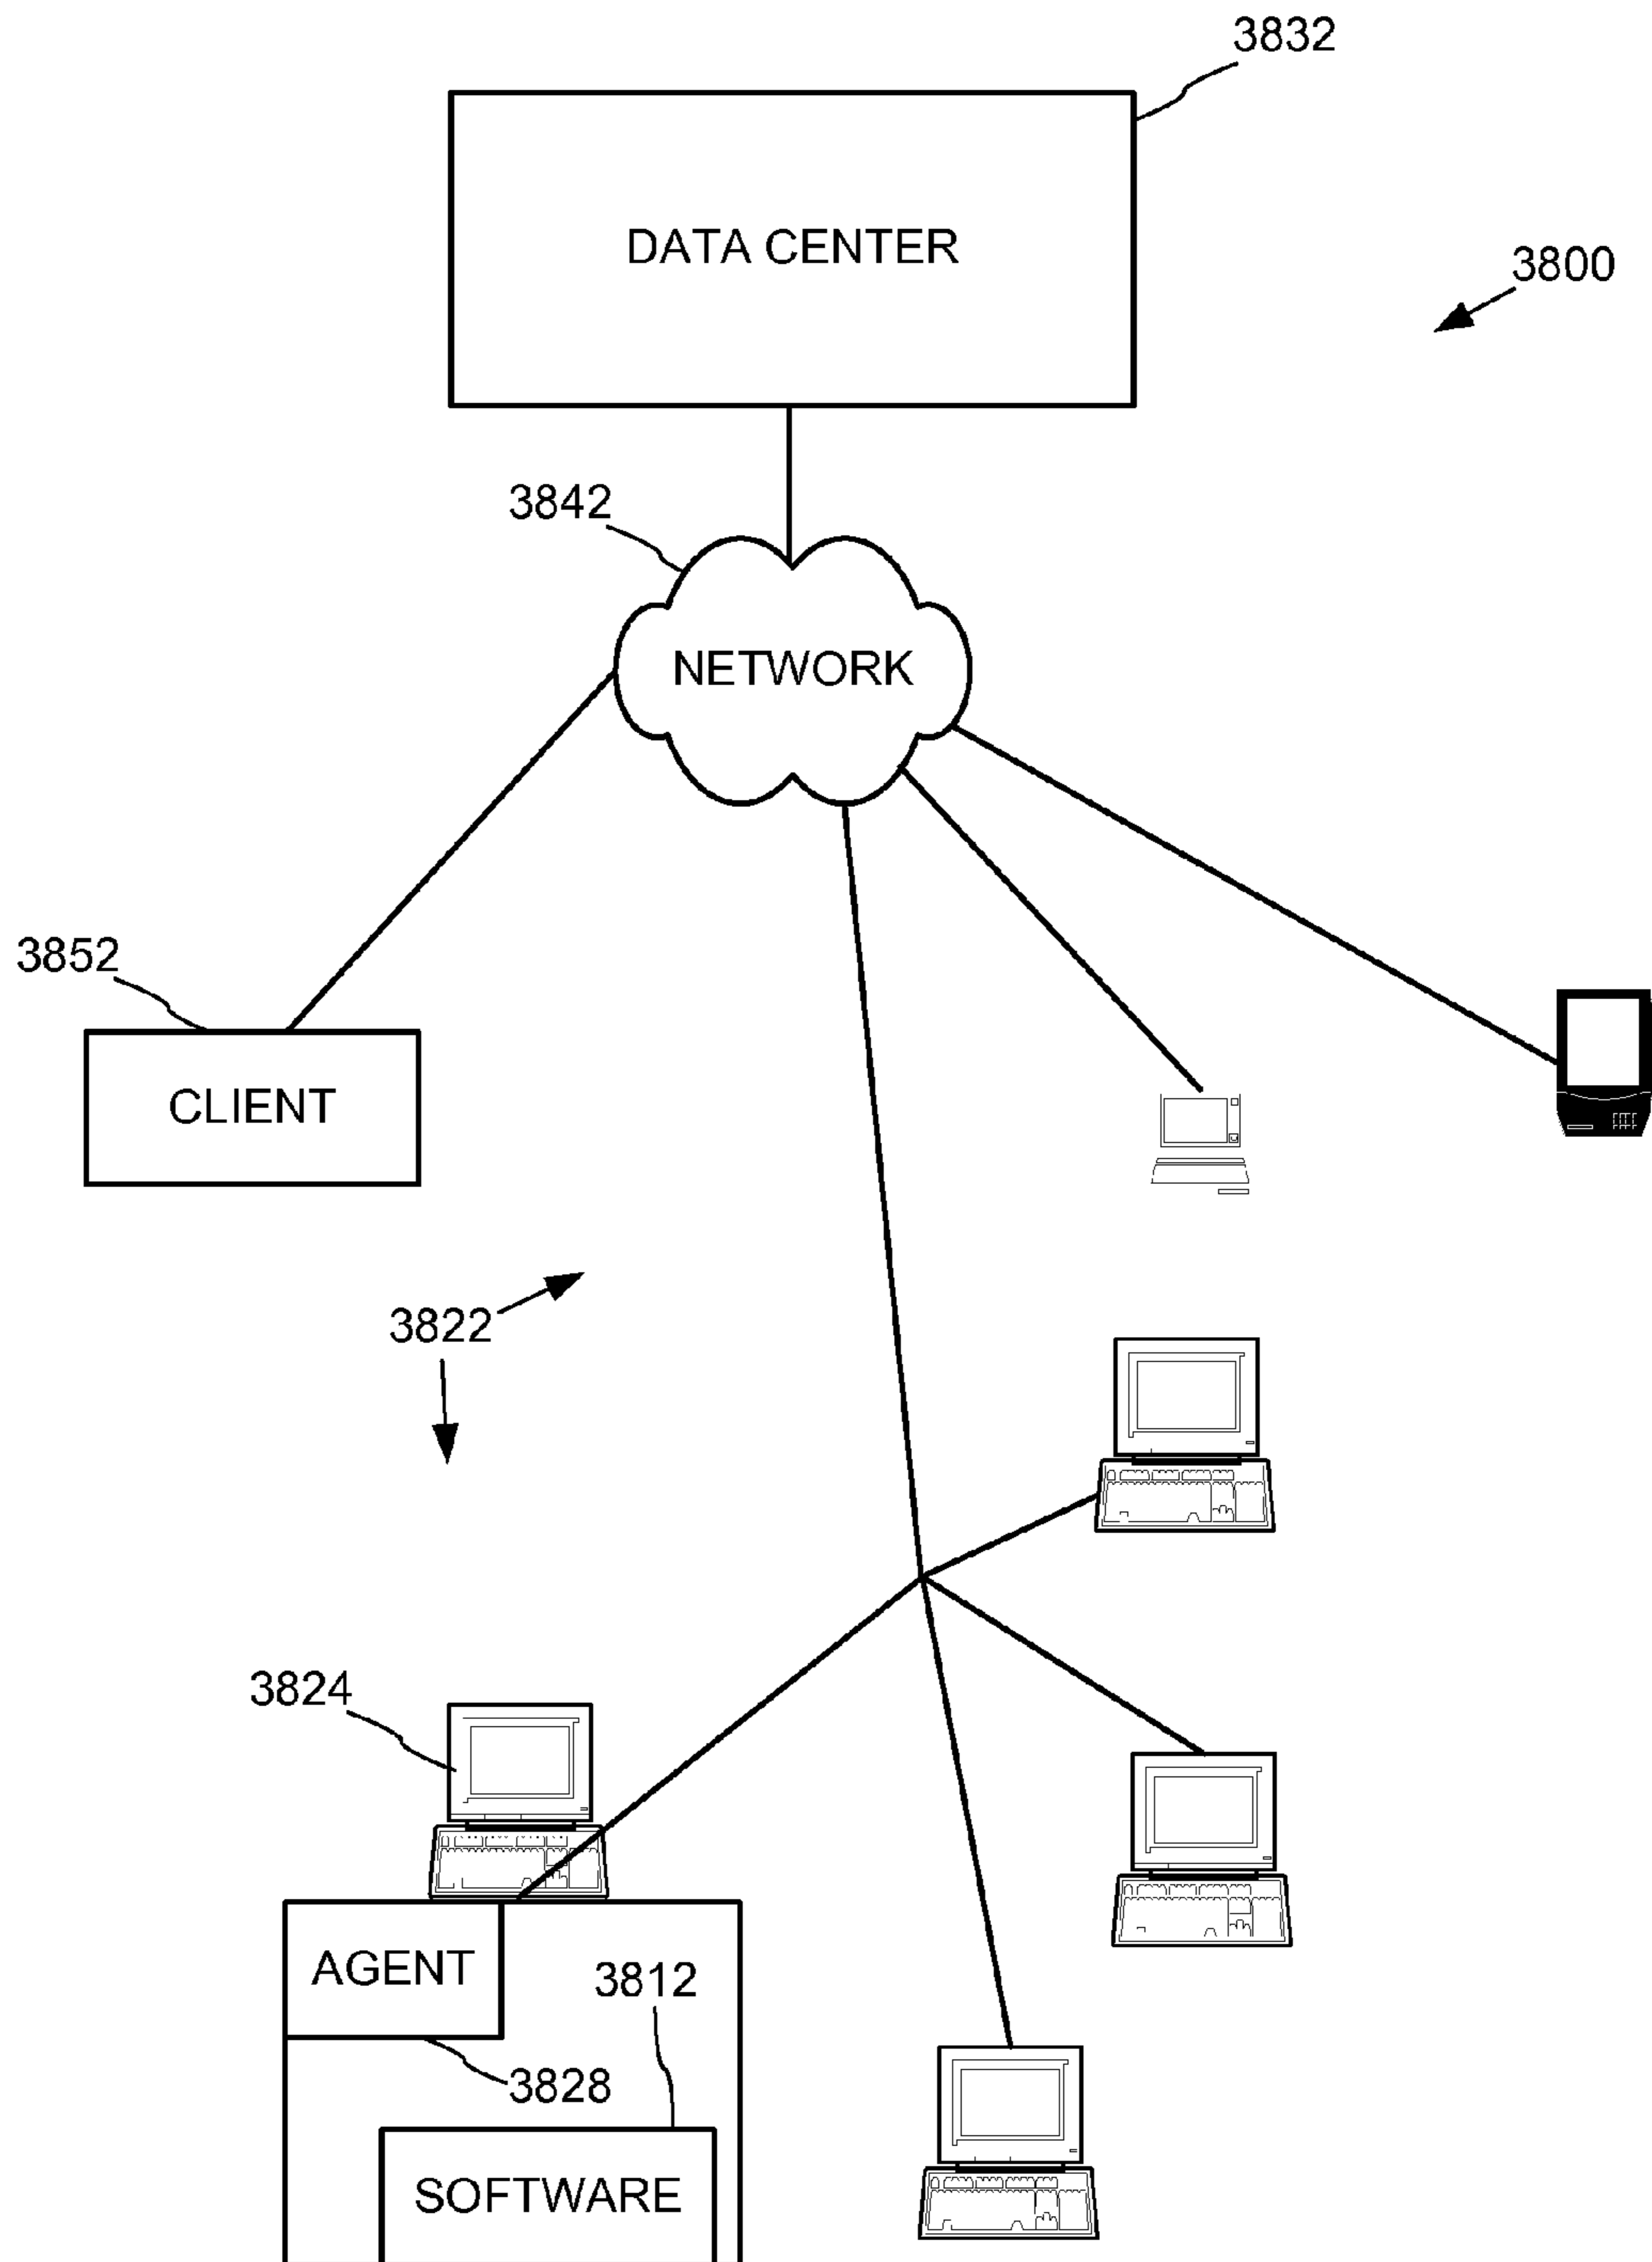 3832
DATA CENTER
3800
3842
NETWORK
3852
CLIENT
3822
3824
AGENT
3812
3828
SOFTWARE